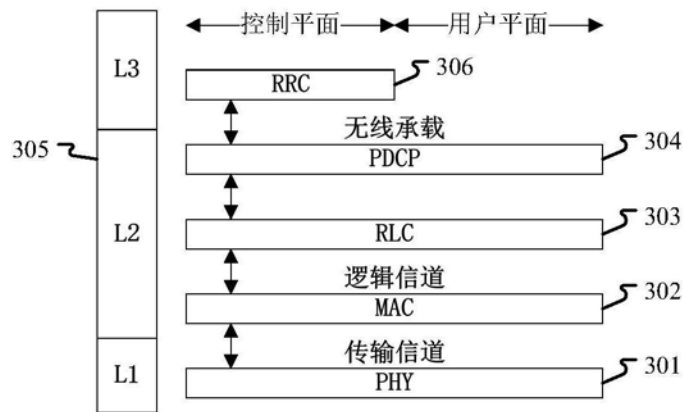 控制平面 用户平面
L3
RRC
306
无线承载
305
PDCP
304
L2
RLC
303
逻辑信道
MAC
302
传输信道
L1
PHY
301